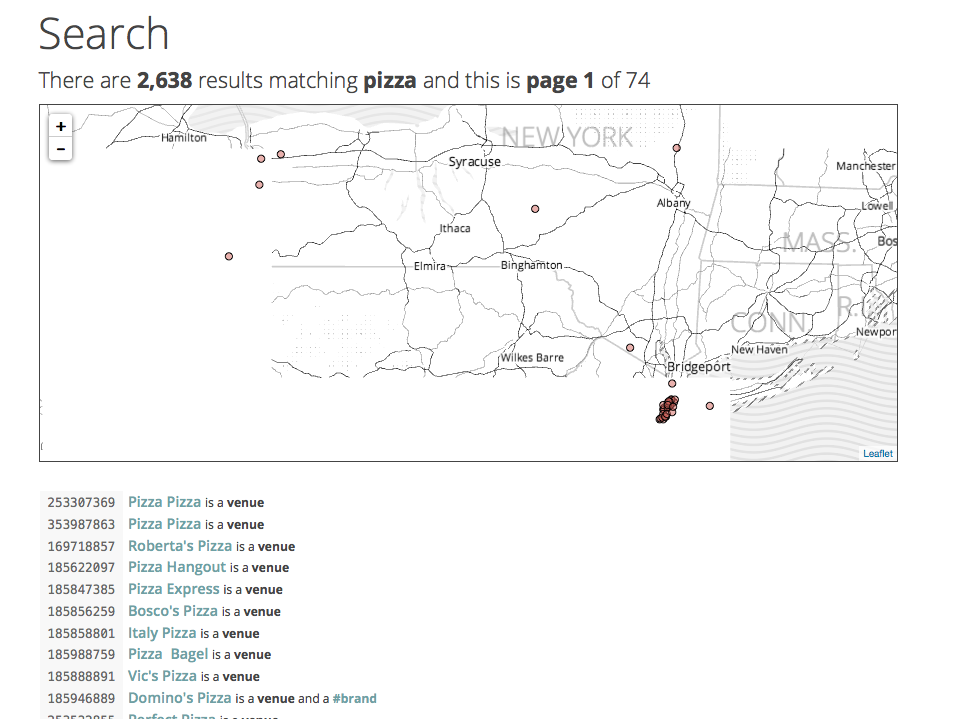 Search
There are 2,638 results matching pizza and this is page 1 of 74
+
-
Hamilton
NEW YORK
Syracuse
Manchester
Albany
Lowell
Ithaca
MASS.
Bos
Elmira
Binghamton
R.
CONN
Newpor
New Haven
Wilkes Barre
Bridgeport
Leaflet
253307369 Pizza Pizza is a venue
353987863 Pizza Pizza is a venue
169718857 Roberta's Pizza is a venue
185622097 Pizza Hangout is a venue
185847385 Pizza Express is a venue
185856259 Bosco's Pizza is a venue
185858801 Italy Pizza is a venue
185988759 Pizza  Bagel is a venue
185888891 Vic's Pizza is a venue
185946889 Domino's Pizza is a venue and a #brand
Perfect Pizza is a venue